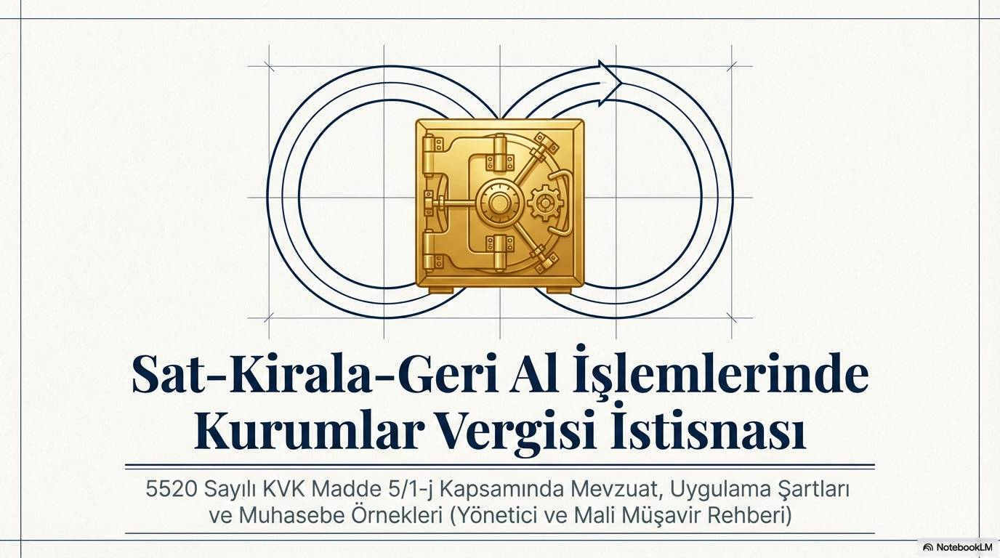 Sat-Kirala-Geri Al İşlemlerinde
Kurumlar Vergisi İstisnası
5520 Sayılı KVK Madde 5/1-j Kapsamında Mevzuat, Uygulama Şartları
ve Muhasebe Örnekleri (Yönetici ve Mali Müşavir Rehberi)
NotebookLM